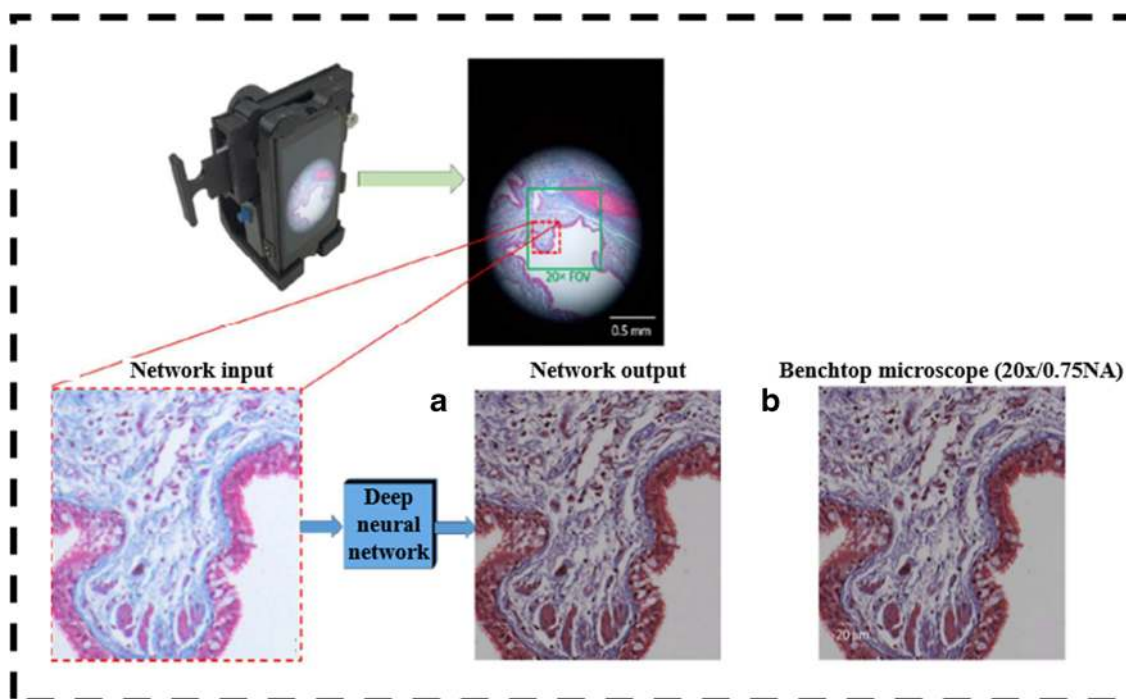 20× FOV
0.5 mm
Network input
Network output
Benchtop microscope (20x/0.75NA)
a
b
Deep
neural
network
20 µm